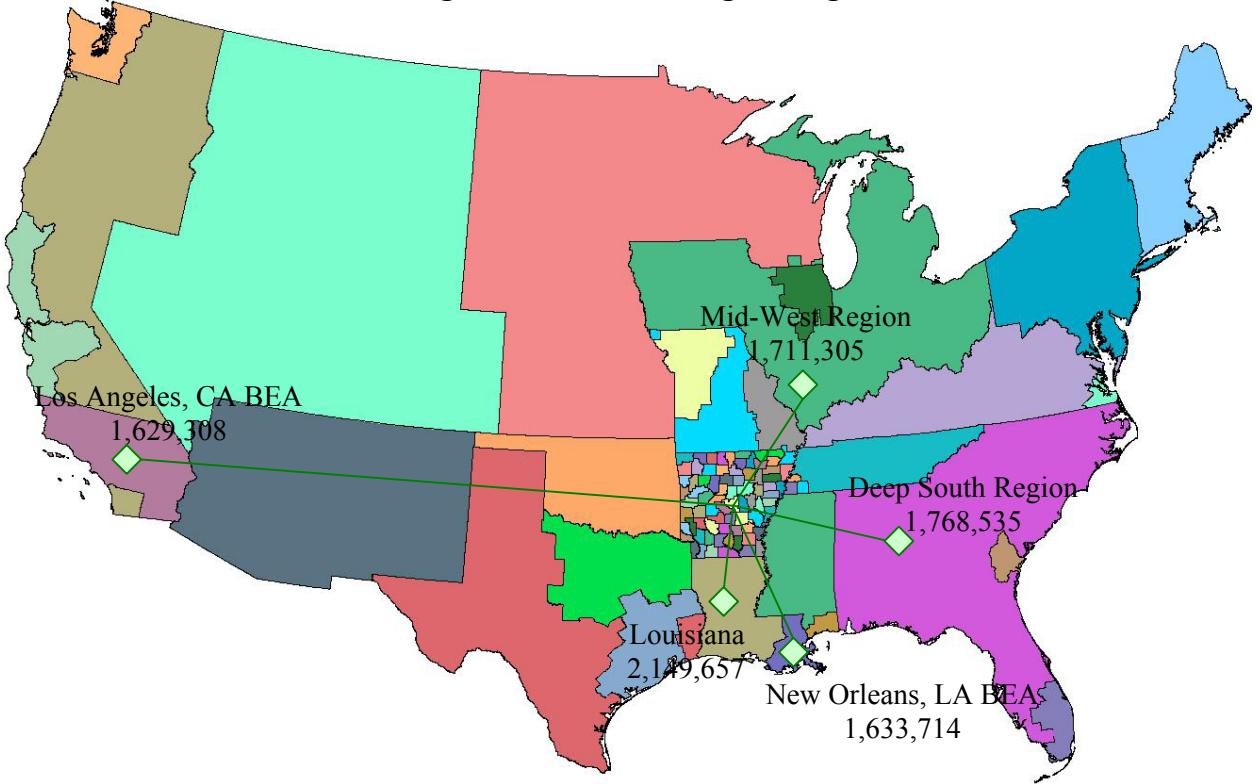 Mid-West Region
1,711,305
Los Angeles, CA BEA
1,629,308
Deep South Region
1,768,535
Louisiana
2,149,657
New Orleans, LA BEA
1,633,714